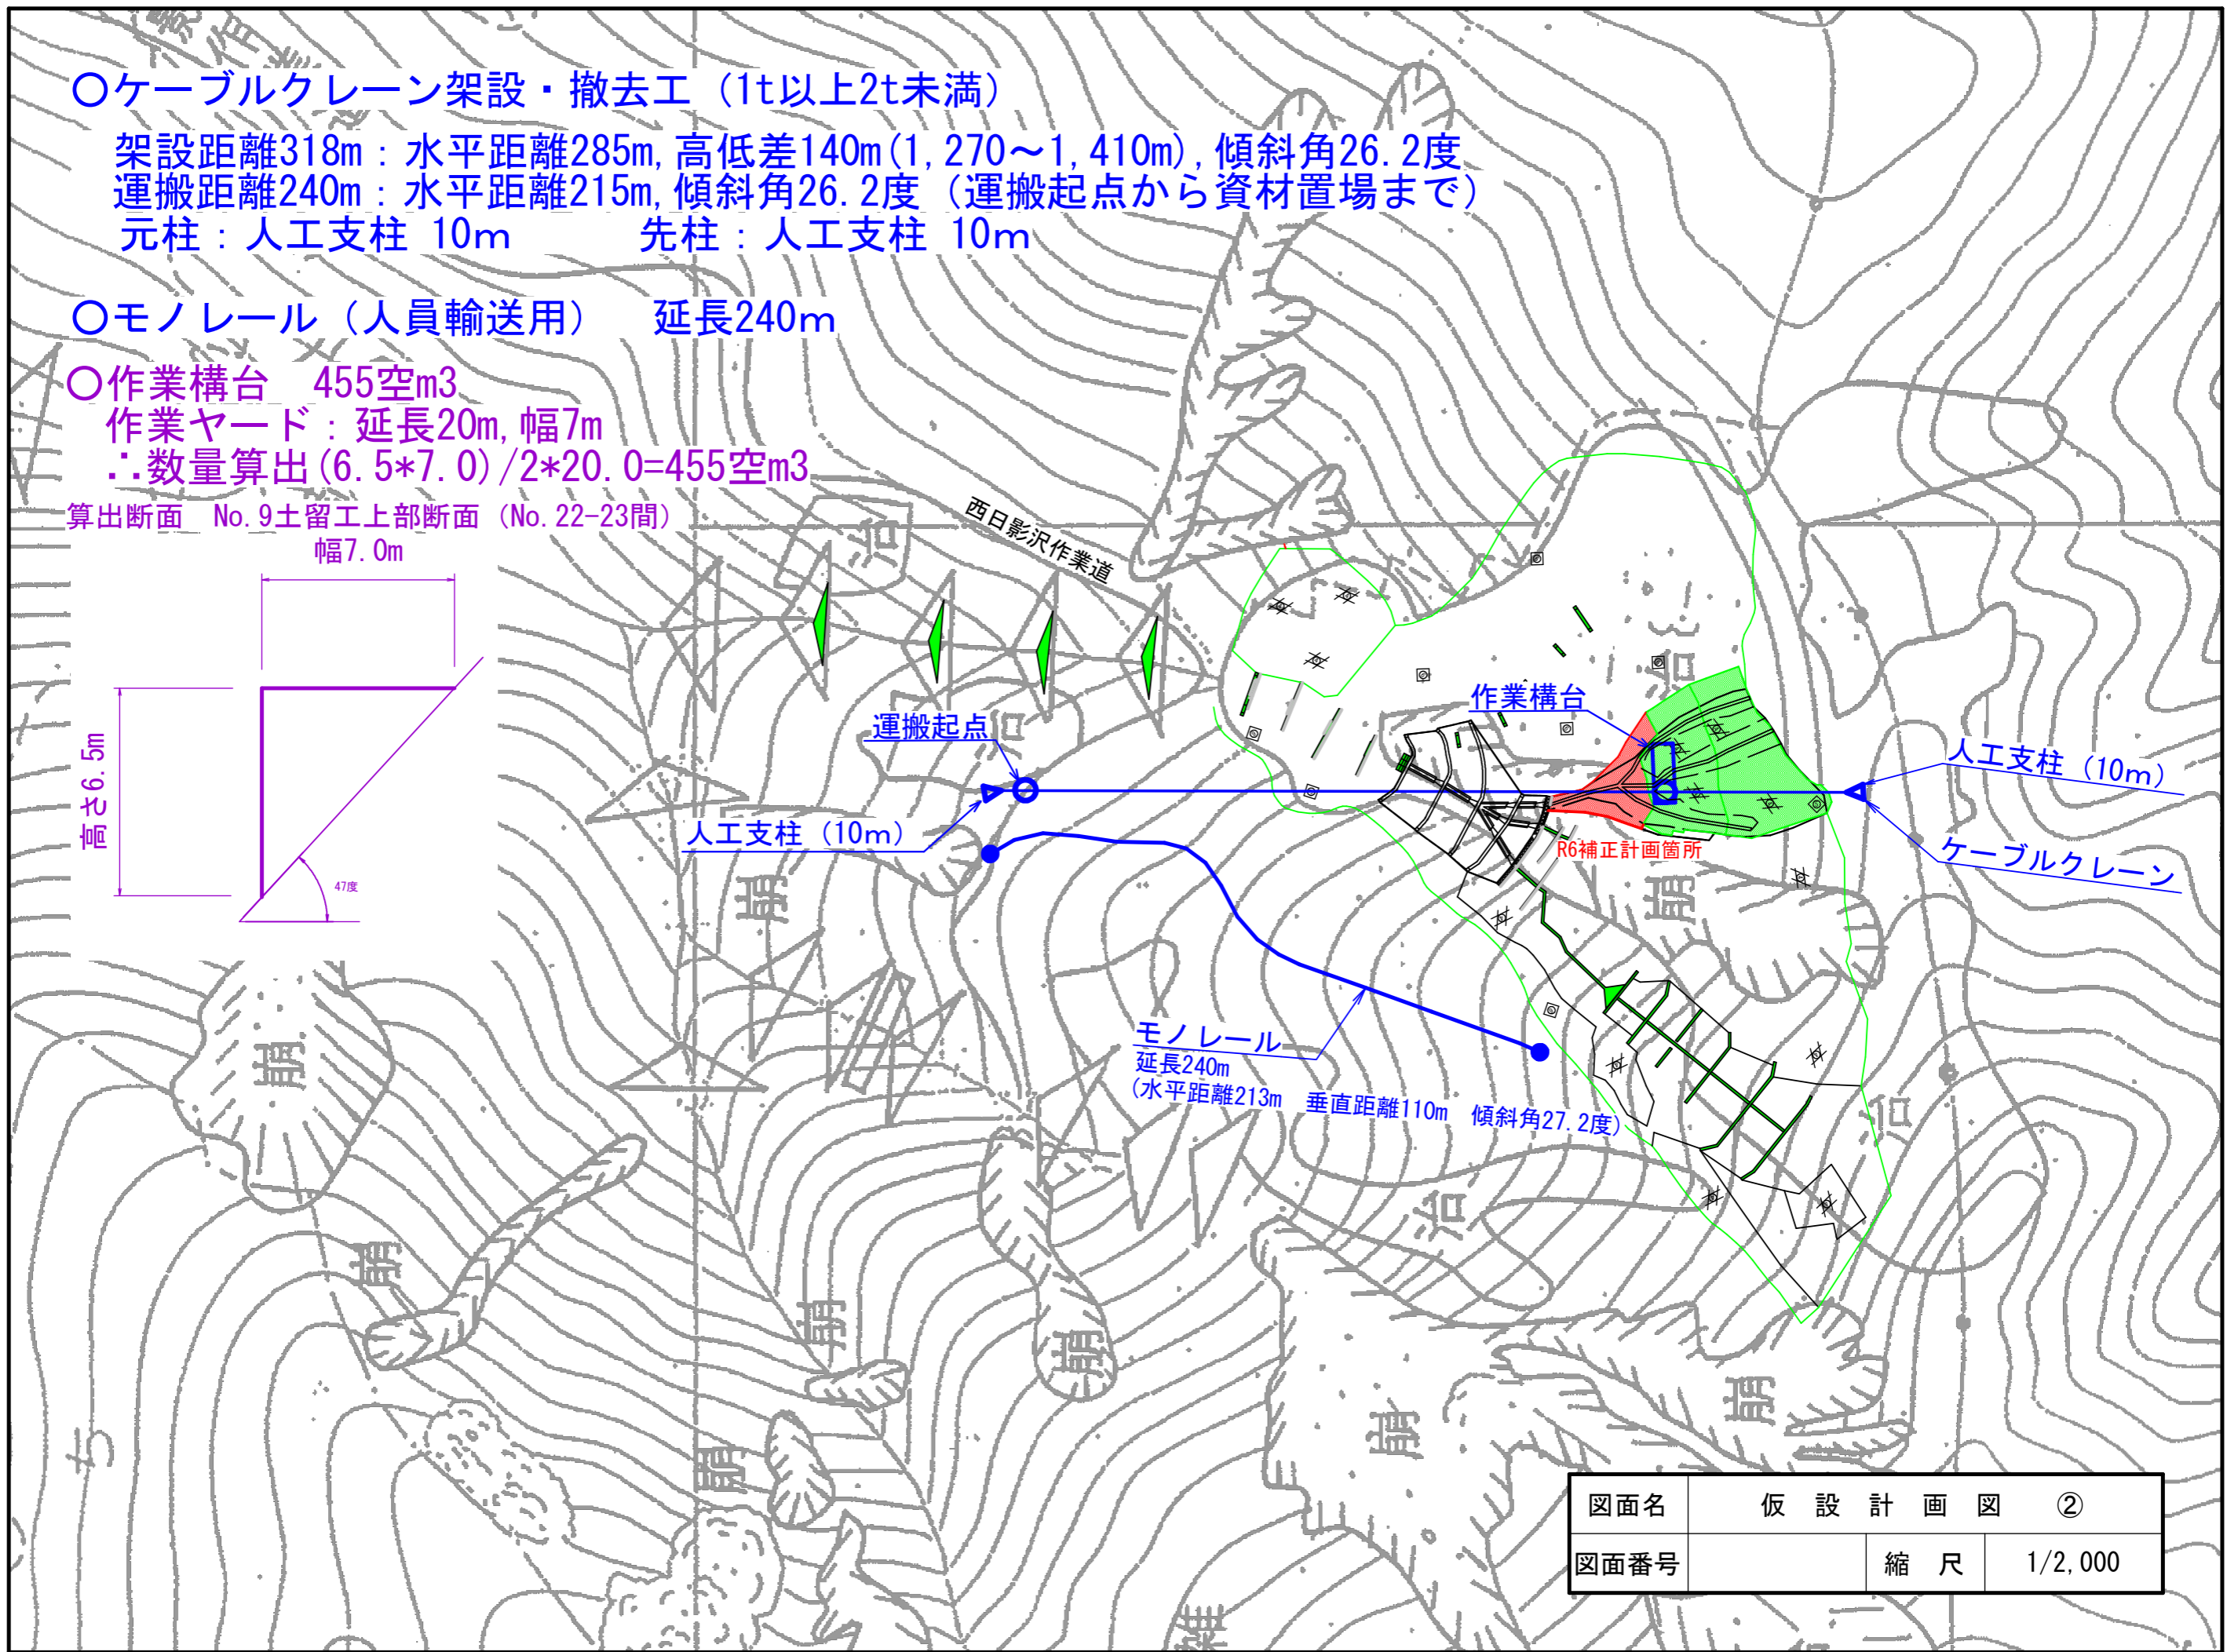 ○ケーブルクレーン架設・撤去工（1t以上2t未満）
架設距離318m：水平距離285m,高低差140m(1,270～1,410m),傾斜角26.2度
運搬距離240m：水平距離215m,傾斜角26.2度（運搬起点から資材置場まで）
元柱：人工支柱 10m　先柱：人工支柱 10m
○モノレール（人員輸送用）　延長240m
○作業構台　455空m3
作業ヤード：延長20m,幅7m
∴数量算出(6.5*7.0)/2*20.0=455空m3
算出断面　No.9土留工上部断面（No.22-23間）
幅7.0m
高さ6.5m
47度
西日影沢作業道
運搬起点
人工支柱（10m）
作業構台
人工支柱（10m）
ケーブルクレーン
R6補正計画箇所
モノレール
延長240m
(水平距離213m　垂直距離110m　傾斜角27.2度)
治
治
治
治
治
治
崩
崩
崩
崩
崩
崩
崩
崩
崩
崩
図面名　仮設計画図　②
図面番号　縮尺　1/2,000